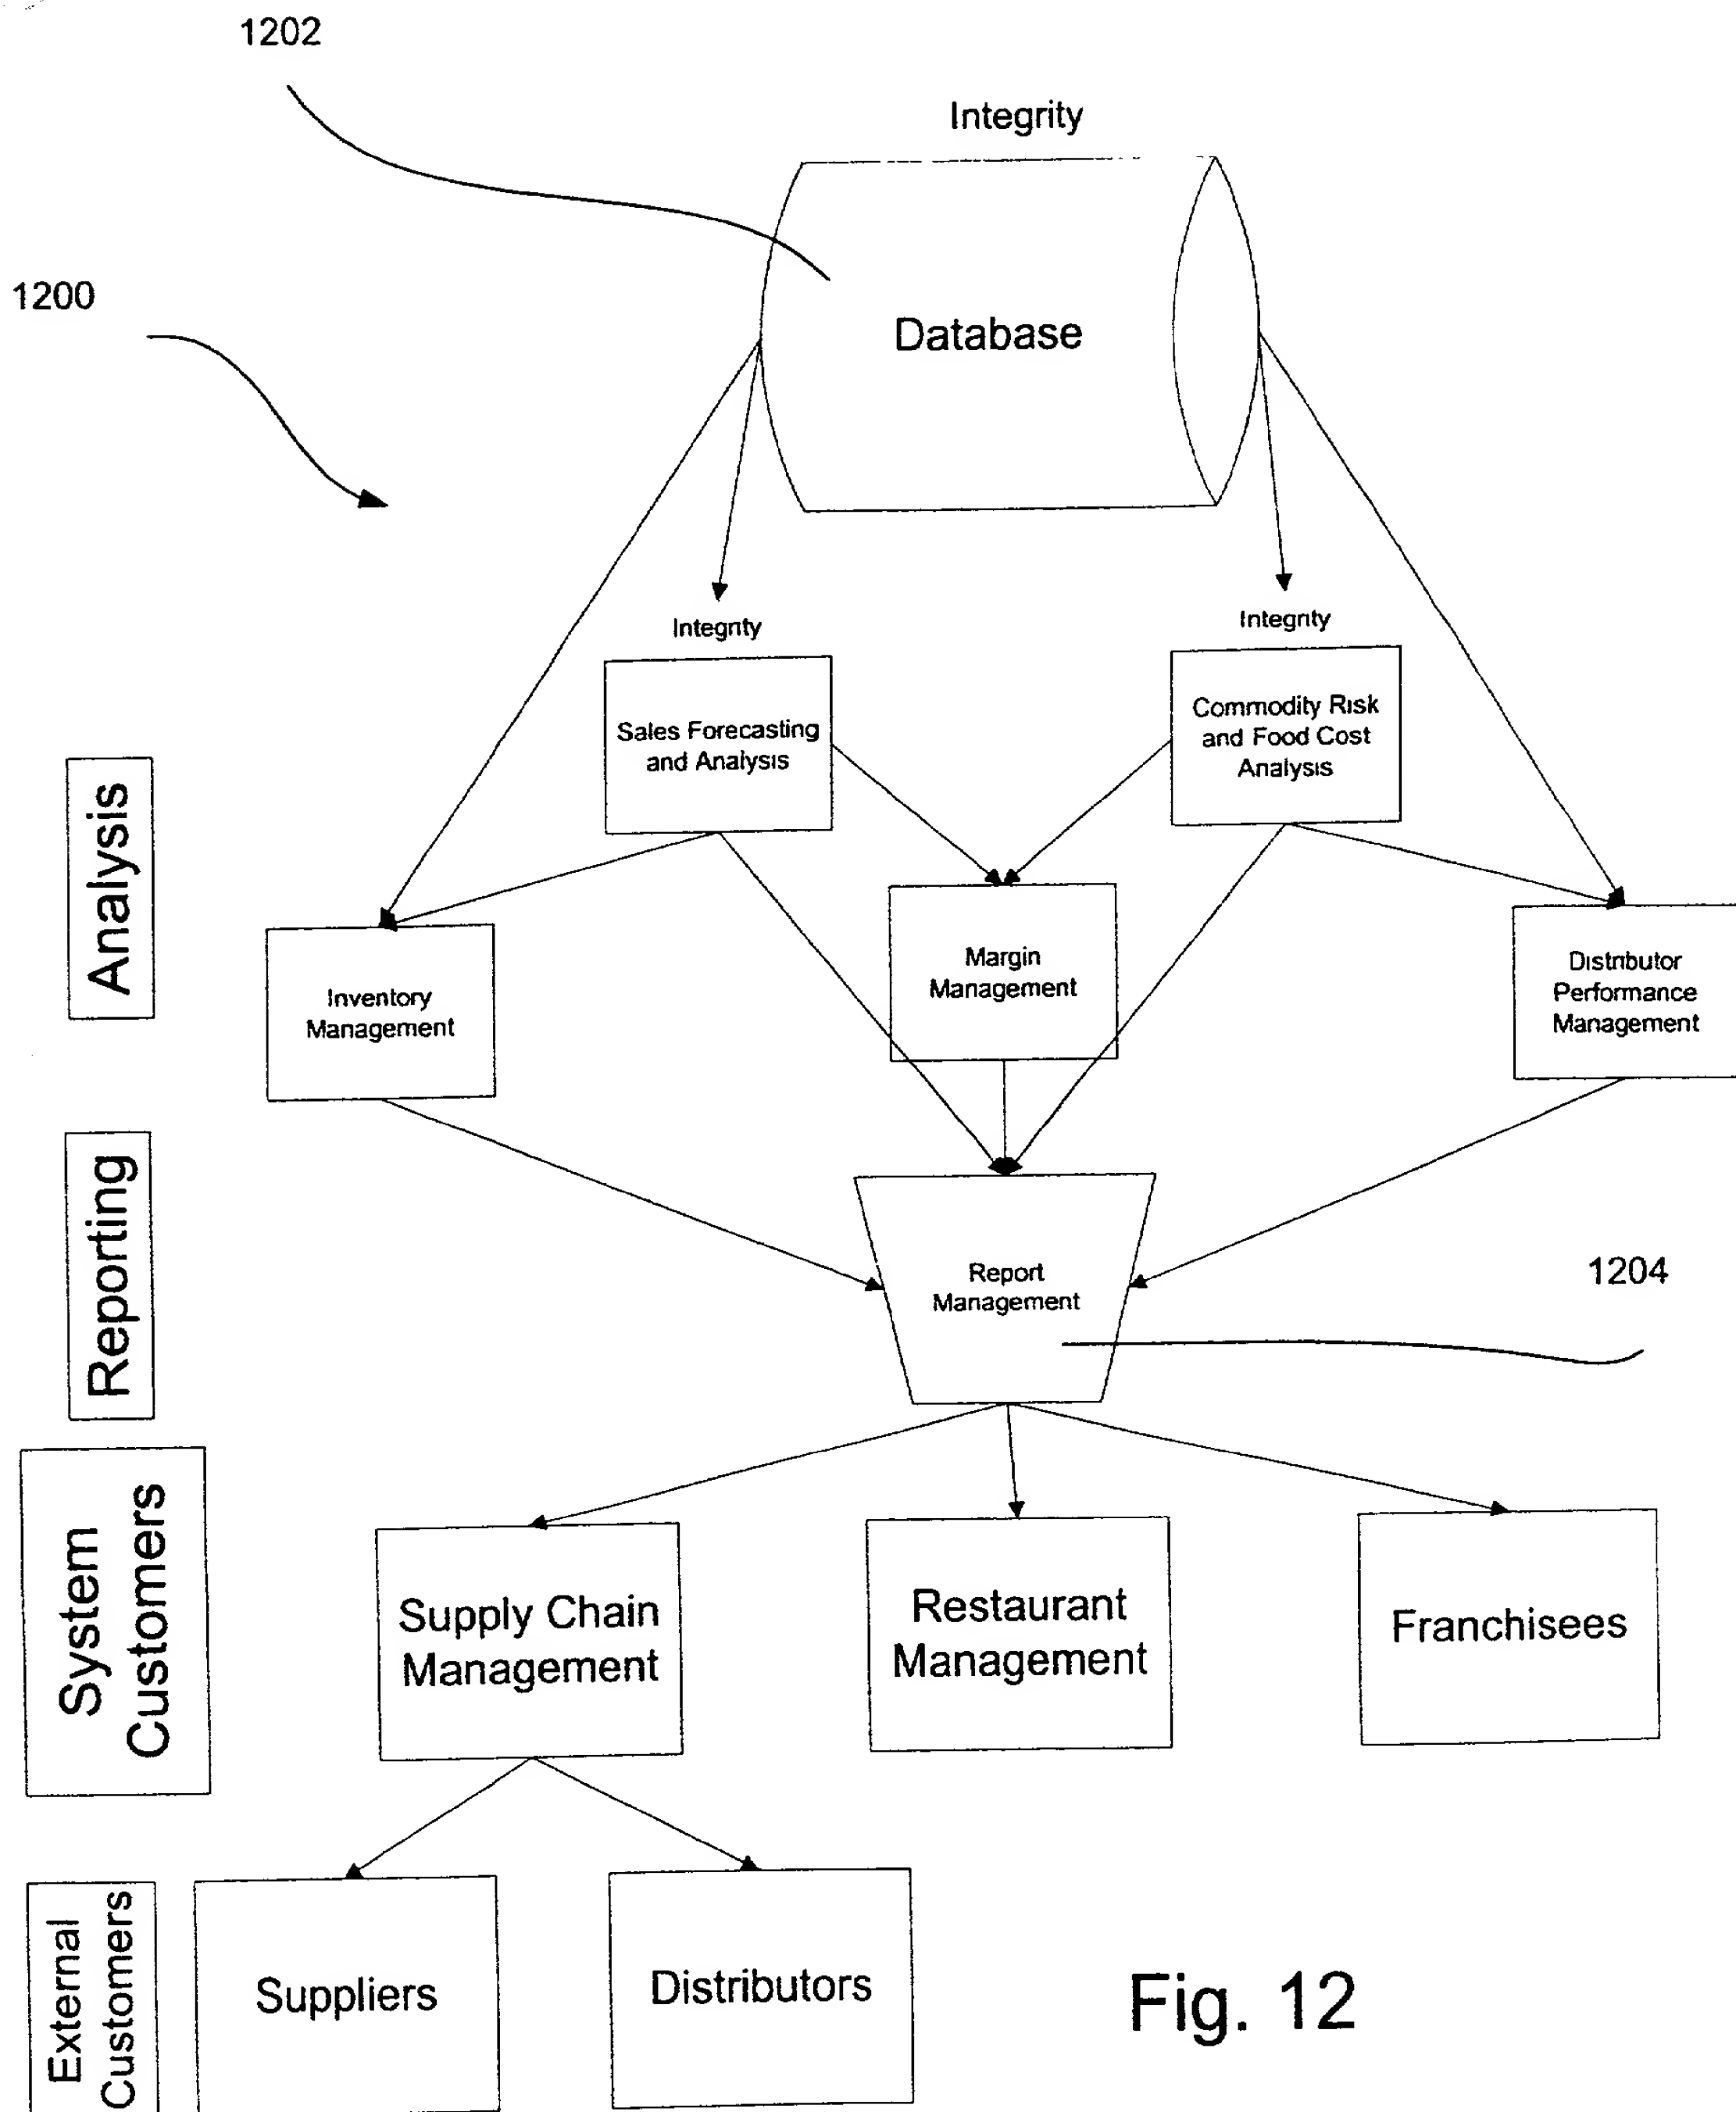 1202
Integrity
1200
Database
Integrity
Integrity
Sales Forecasting
and Analysis
Commodity Risk
and Food Cost
Analysis
Analysis
Inventory
Management
Margin
Management
Distributor
Performance
Management
Reporting
Report
Management
1204
System
Customers
Supply Chain
Management
Restaurant
Management
Franchisees
External
Customers
Suppliers
Distributors
Fig. 12